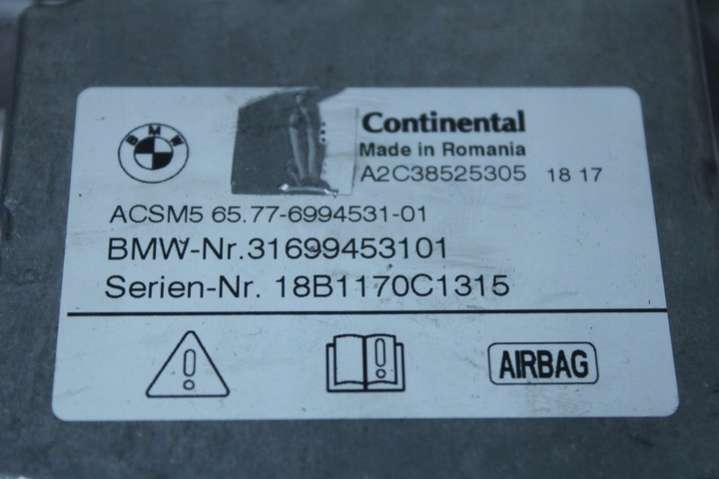 BMW
Continental
Made in Romania
A2C38525305 18 17
ACSM5 65.77-6994531-01
BMW-Nr.31699453101
Serien-Nr. 18B1170C1315
AIRBAG